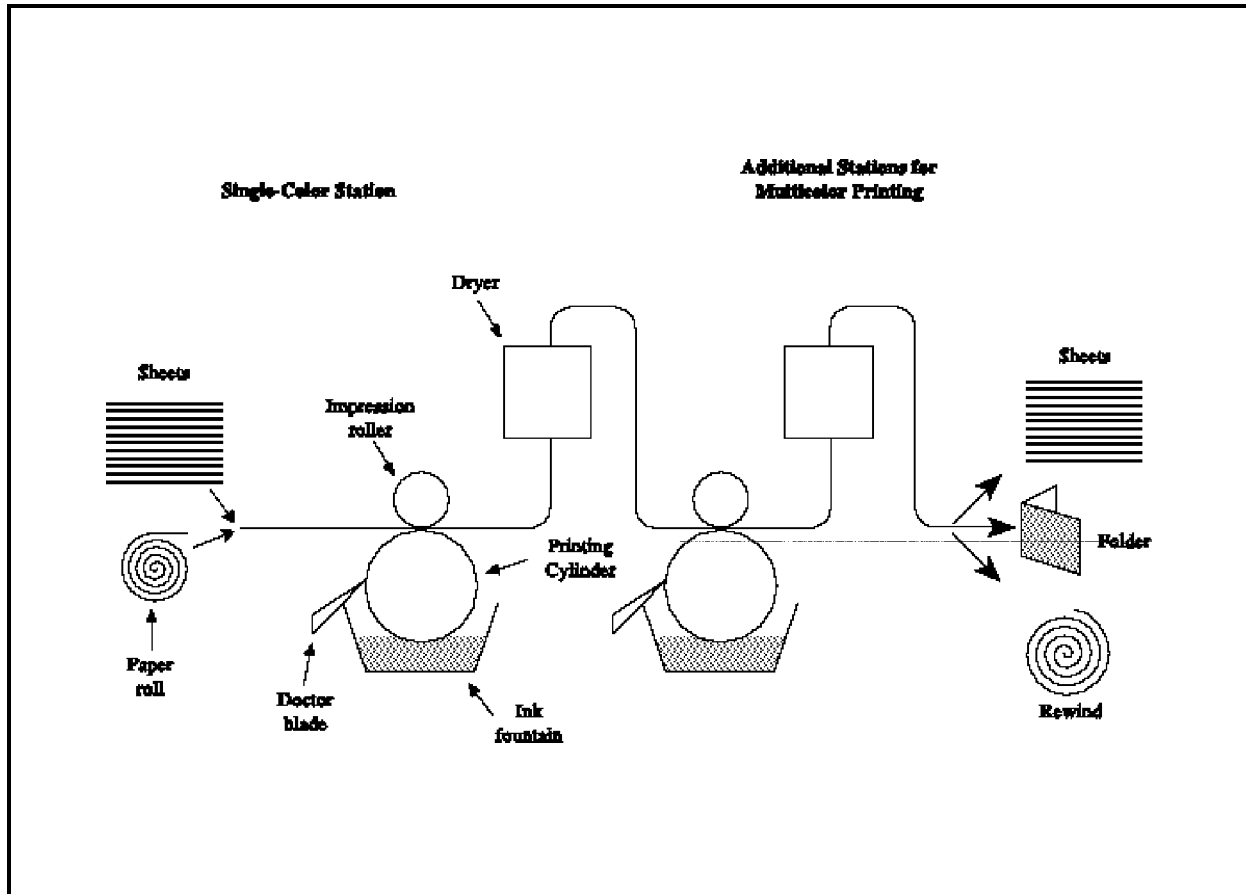 Single-Color Station
Additional Stations for
Multicolor Printing
Dryer
Sheets
Impression
roller
Sheets
Printing
Cylinder
Folder
Paper
roll
Doctor
blade
Ink
fountain
Rewind